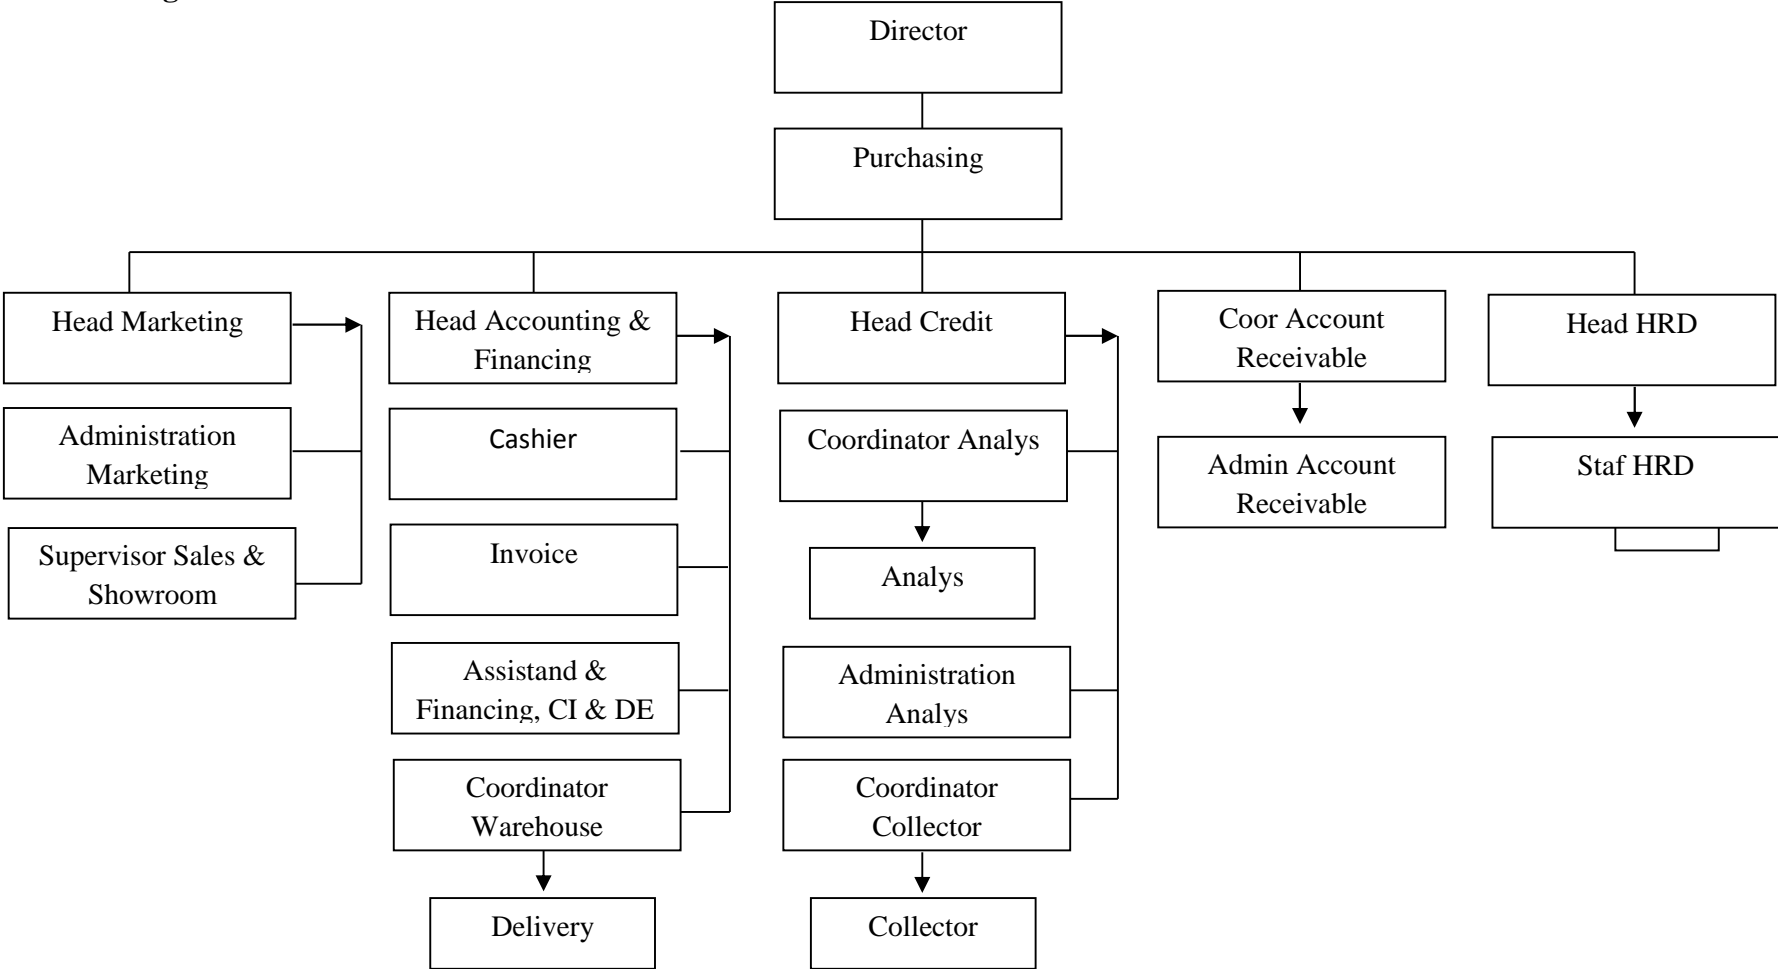 Director
Purchasing
Head Marketing
Head Accounting &
Financing
Head Credit
Coor Account
Receivable
Head HRD
Administration
Marketing
Cashier
Coordinator Analys
Admin Account
Receivable
Staf HRD
Supervisor Sales &
Showroom
Invoice
Analys
Assistand &
Financing, CI & DE
Administration
Analys
Coordinator
Warehouse
Coordinator
Collector
Delivery
Collector